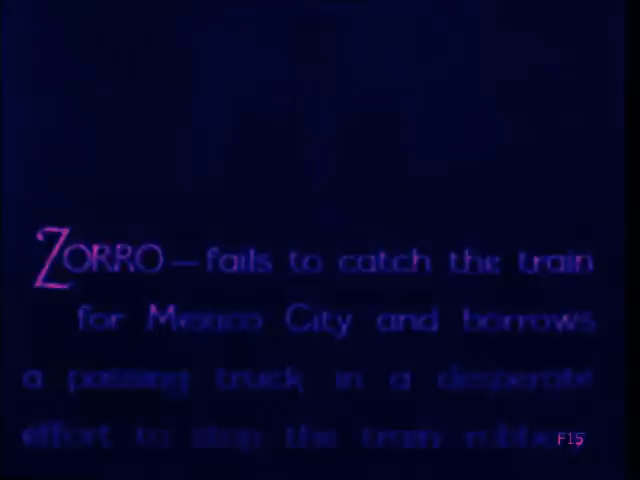 ZORRO — fails to catch the train
for Mexico City and borrows
a passing truck in a desperate
effort to stop the train robbery
F15